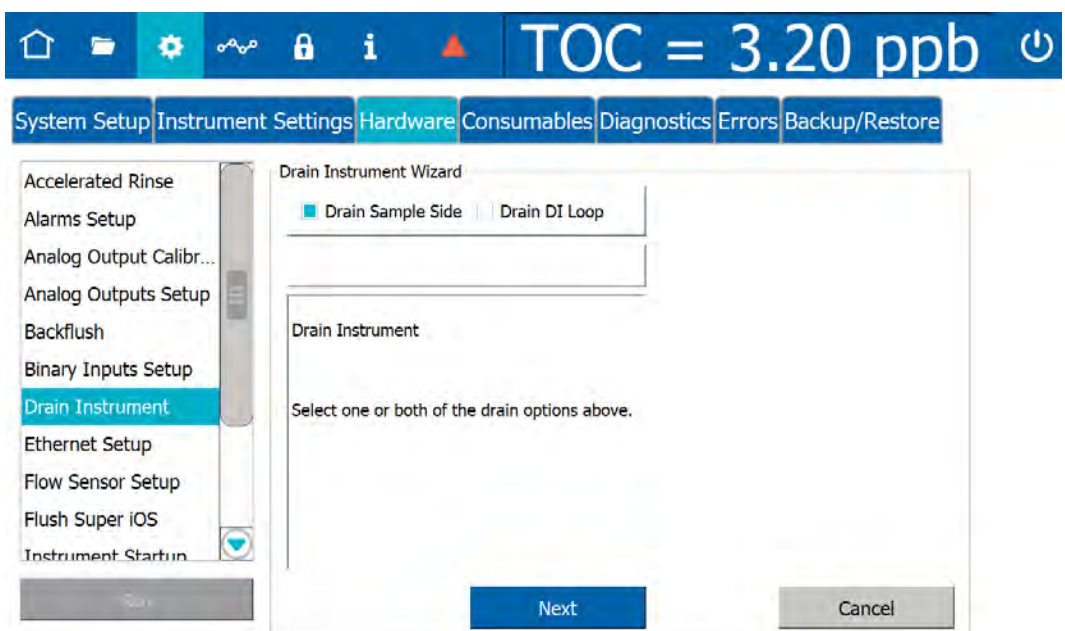 TOC = 3.20 ppb
System Setup Instrument Settings Hardware Consumables Diagnostics Errors Backup/Restore
Accelerated Rinse
Alarms Setup
Analog Output Calibr...
Analog Outputs Setup
Backflush
Binary Inputs Setup
Drain Instrument
Ethernet Setup
Flow Sensor Setup
Flush Super iOS
Instrument Startup
Drain Instrument Wizard
Drain Sample Side Drain DI Loop
Drain Instrument
Select one or both of the drain options above.
Next Cancel